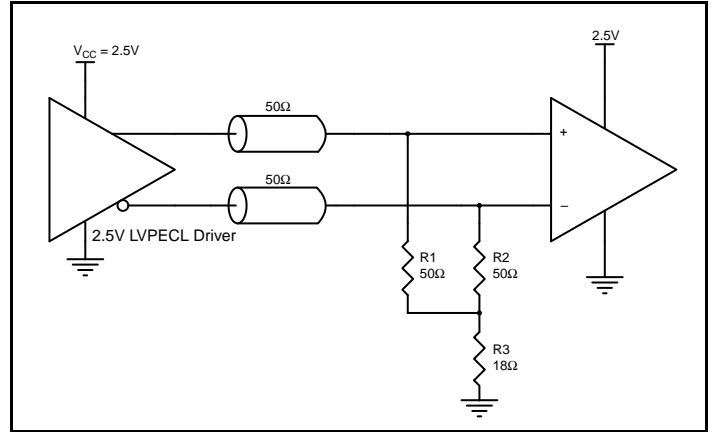 V_CC = 2.5V
2.5V
50Ω
50Ω
+
–
2.5V LVPECL Driver
R1
50Ω
R2
50Ω
R3
18Ω